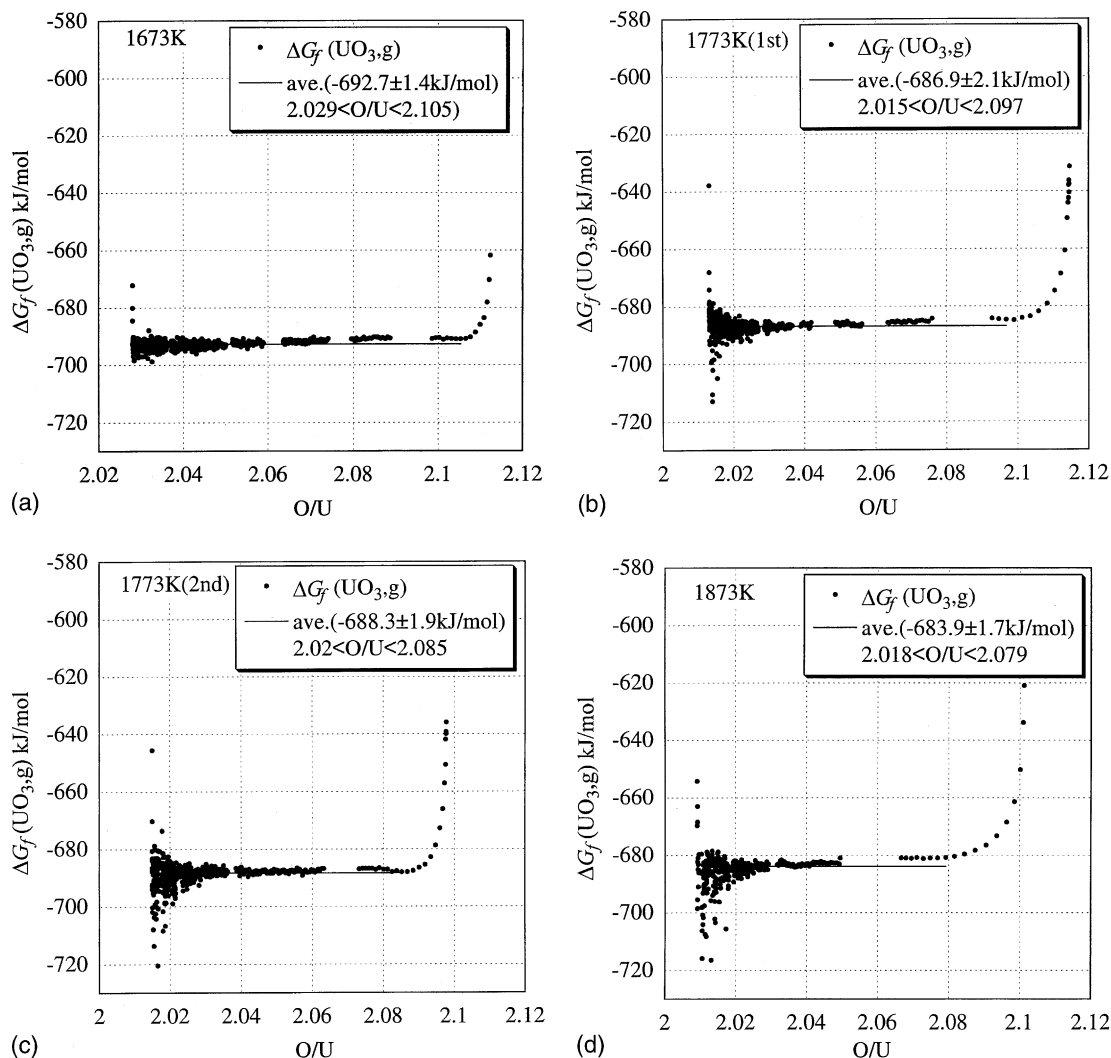 1673K
ΔGf (UO3,g)
ave.(-692.7±1.4kJ/mol)
2.029<O/U<2.105)
ΔGf (UO3,g) kJ/mol
-580
-600
-620
-640
-660
-680
-700
-720
2.02
2.04
2.06
2.08
2.1
2.12
O/U
(a)
1773K(1st)
ΔGf (UO3,g)
ave.(-686.9±2.1kJ/mol)
2.015<O/U<2.097
ΔGf (UO3,g) kJ/mol
-580
-600
-620
-640
-660
-680
-700
-720
2
2.02
2.04
2.06
2.08
2.1
2.12
O/U
(b)
1773K(2nd)
ΔGf (UO3,g)
ave.(-688.3±1.9kJ/mol)
2.02<O/U<2.085
ΔGf (UO3,g) kJ/mol
-580
-600
-620
-640
-660
-680
-700
-720
2
2.02
2.04
2.06
2.08
2.1
2.12
O/U
(c)
1873K
ΔGf (UO3,g)
ave.(-683.9±1.7kJ/mol)
2.018<O/U<2.079
ΔGf (UO3,g) kJ/mol
-580
-600
-620
-640
-660
-680
-700
-720
2
2.02
2.04
2.06
2.08
2.1
2.12
O/U
(d)